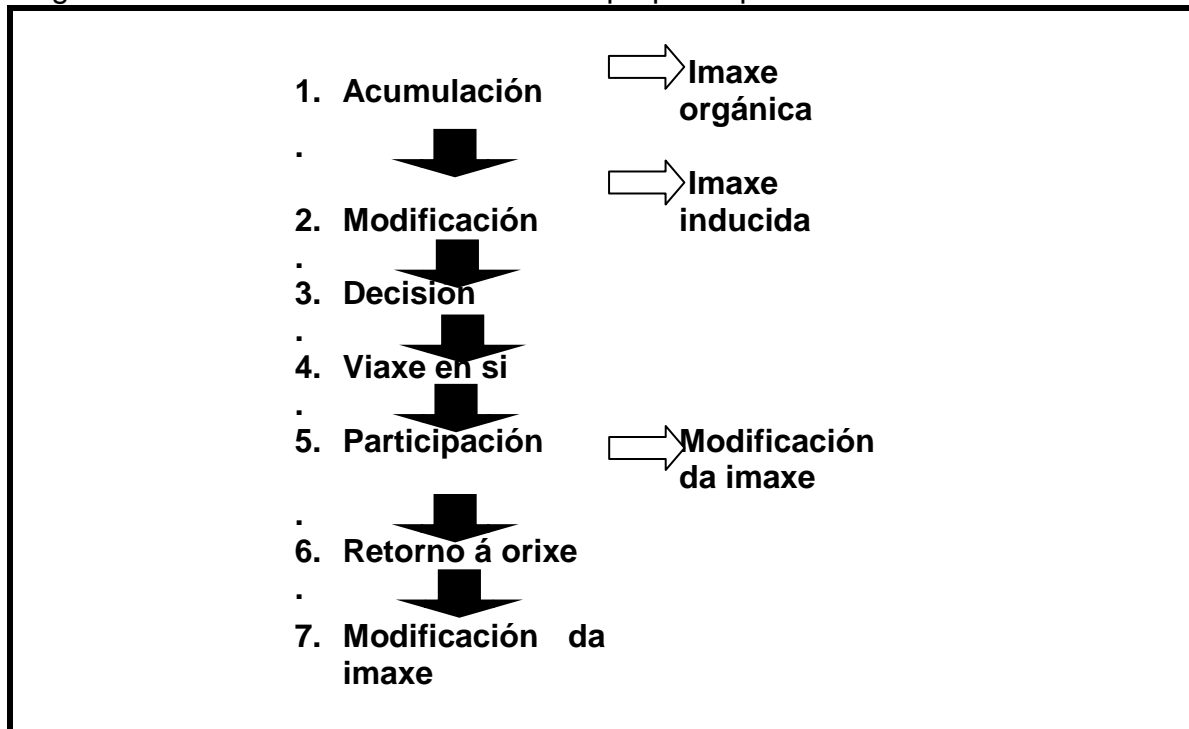 1. Acumulación
Imaxe
orgánica
.
Imaxe
inducida
2. Modificación
.
3. Decisión
.
4. Viaxe en si
.
5. Participación
Modificación
da imaxe
.
6. Retorno á orixe
.
7. Modificación da
imaxe